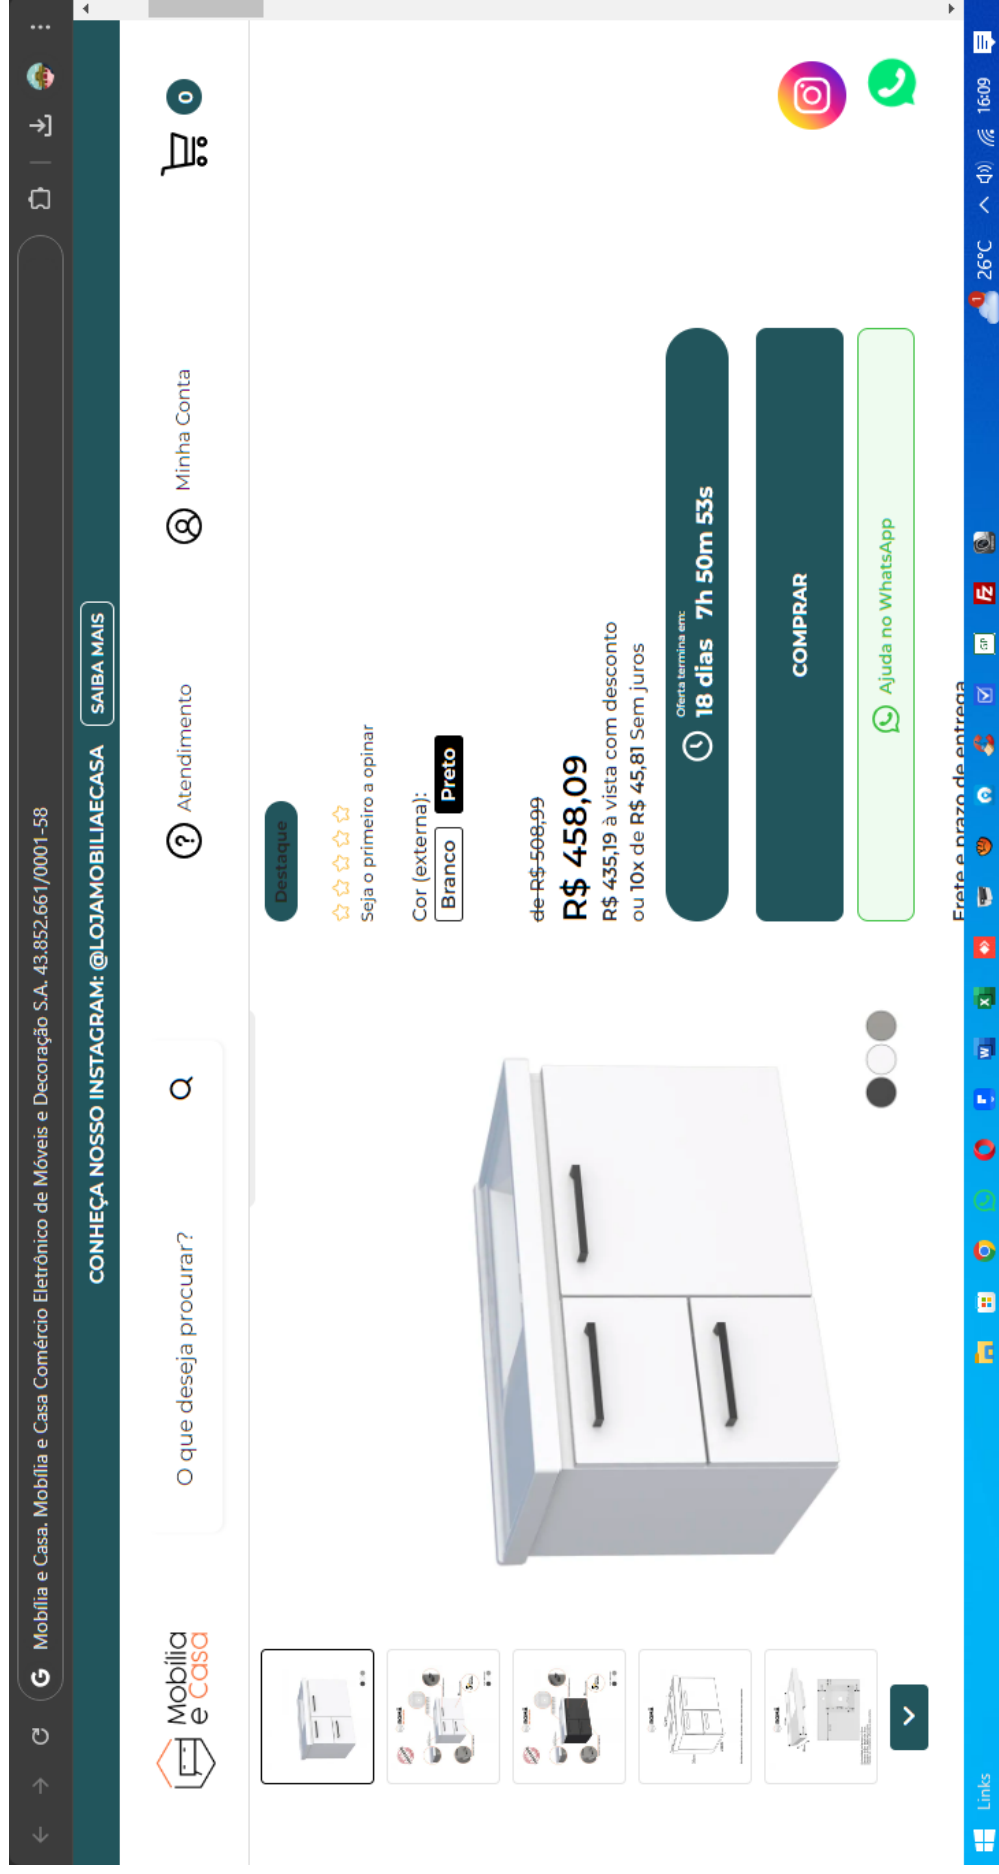 Mobília e Casa. Mobília e Casa Comércio Eletrônico de Móveis e Decoração S.A. 43.852.661/0001-58
CONHEÇA NOSSO INSTAGRAM: @LOJAMOBILIAECASA SAIBA MAIS
Mobília
e Casa
O que deseja procurar?
Atendimento
Minha Conta
0
Destaque
Seja o primeiro a opinar
Cor (externa):
Branco Preto
de R$ 508,99
R$ 458,09
R$ 435,19 à vista com desconto
ou 10x de R$ 45,81 Sem juros
Oferta termina em:
18 dias 7h 50m 53s
COMPRAR
Ajuda no WhatsApp
Frete e prazo de entrega
Links
1
26°C
16:09